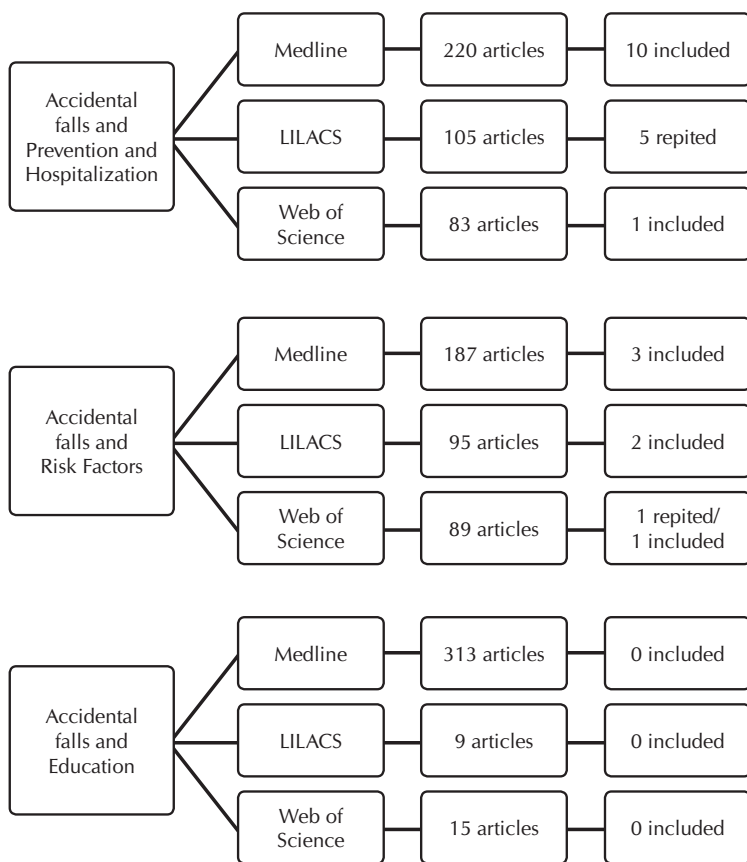 Accidental
falls and
Prevention and
Hospitalization
Medline
220 articles
10 included
LILACS
105 articles
5 repited
Web of
Science
83 articles
1 included
Accidental
falls and
Risk Factors
Medline
187 articles
3 included
LILACS
95 articles
2 included
Web of
Science
89 articles
1 repited/
1 included
Accidental
falls and
Education
Medline
313 articles
0 included
LILACS
9 articles
0 included
Web of
Science
15 articles
0 included